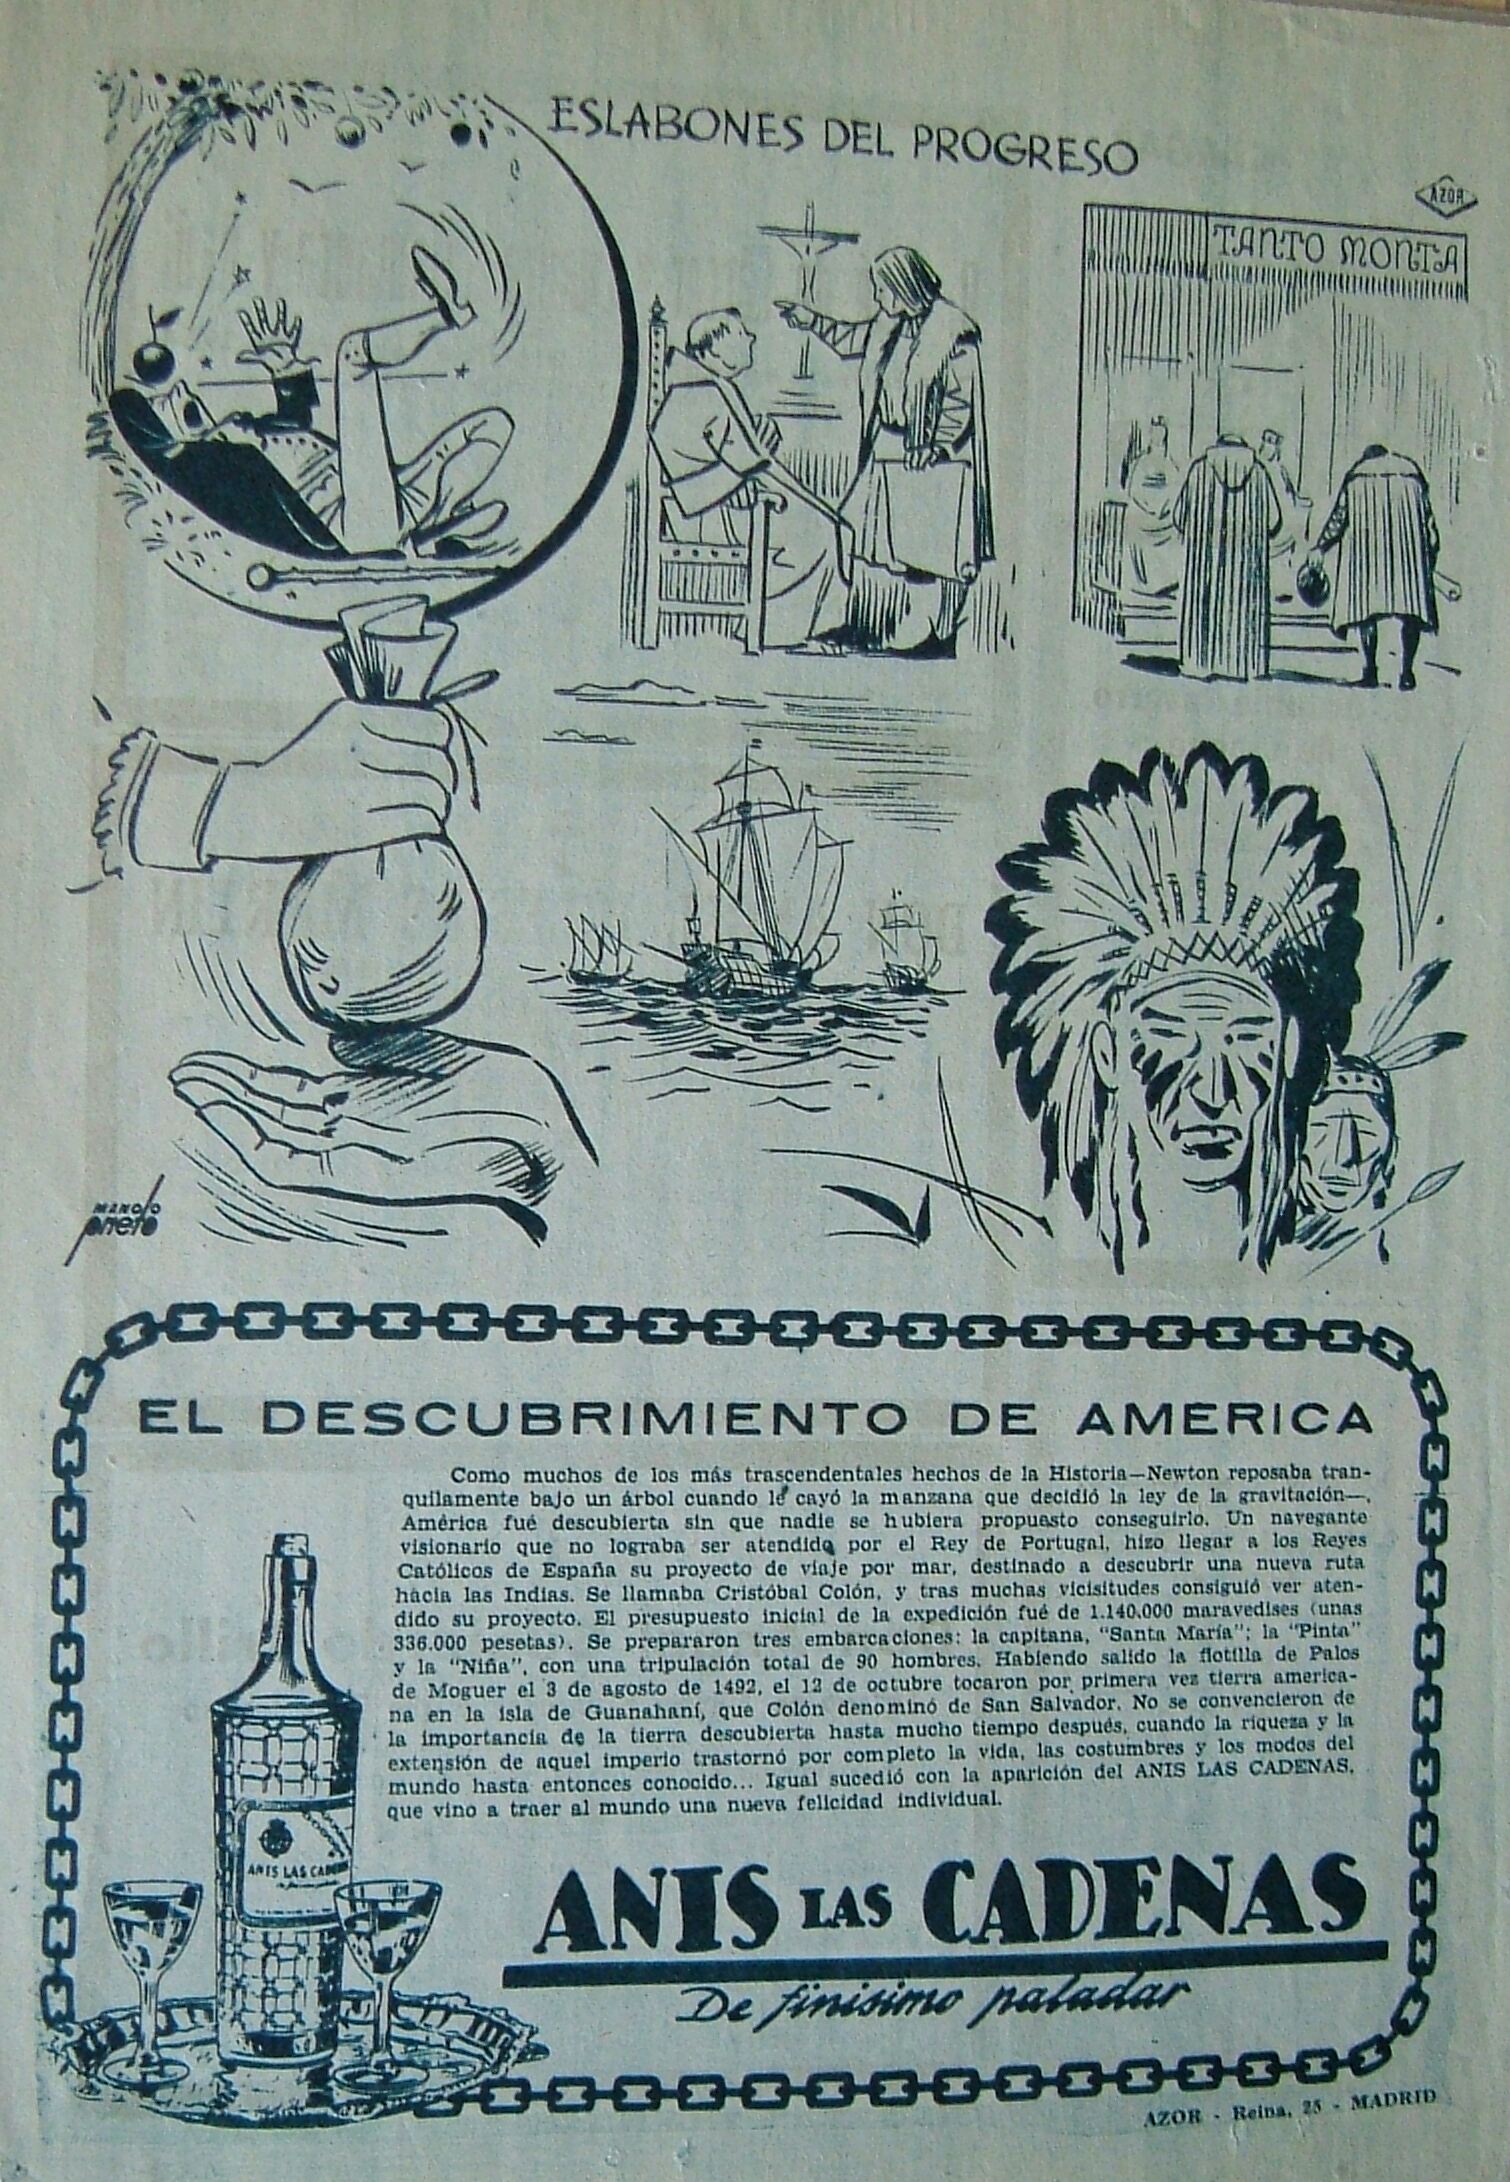 ESLABONES DEL PROGRESO
AZOR
TANTO MONTA
MANOLO
prieto
EL DESCUBRIMIENTO DE AMERICA
Como muchos de los más trascendentales hechos de la Historia—Newton reposaba tran-
quilamente bajo un árbol cuando le cayó la manzana que decidió la ley de la gravitación—,
América fué descubierta sin que nadie se hubiera propuesto conseguirlo. Un navegante
visionario que no lograba ser atendido por el Rey de Portugal, hizo llegar a los Reyes
Católicos de España su proyecto de viaje por mar, destinado a descubrir una nueva ruta
hacia las Indias. Se llamaba Cristóbal Colón, y tras muchas vicisitudes consiguió ver aten-
dido su proyecto. El presupuesto inicial de la expedición fué de 1.140.000 maravedises (unas
336.000 pesetas). Se prepararon tres embarcaciones: la capitana, "Santa María"; la "Pinta"
y la "Niña", con una tripulación total de 90 hombres. Habiendo salido la flotilla de Palos
de Moguer el 3 de agosto de 1492, el 12 de octubre tocaron por primera vez tierra america-
na en la isla de Guanahaní, que Colón denominó de San Salvador. No se convencieron de
la importancia de la tierra descubierta hasta mucho tiempo después, cuando la riqueza y la
extensión de aquel imperio trastornó por completo la vida, las costumbres y los modos del
mundo hasta entonces conocido... Igual sucedió con la aparición del ANIS LAS CADENAS,
que vino a traer al mundo una nueva felicidad individual.
ANIS LAS CADENAS
ANIS LAS CADENAS
De finísimo paladar
AZOR - Reina, 25 - MADRID